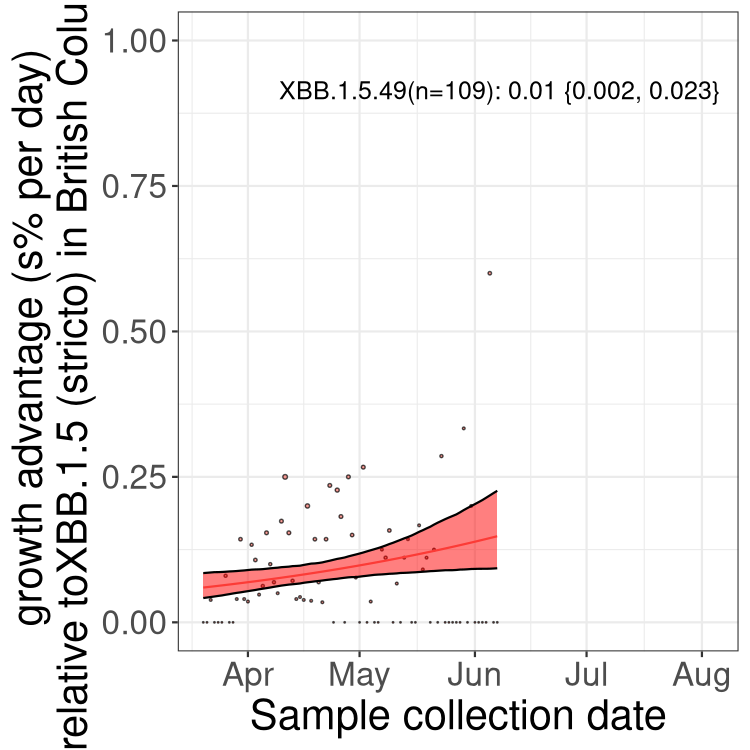 growth advantage (s% per day)
relative toXBB.1.5 (stricto) in British Colu
1.00
0.75
0.50
0.25
0.00
XBB.1.5.49(n=109): 0.01 {0.002, 0.023}
Apr May Jun Jul Aug
Sample collection date